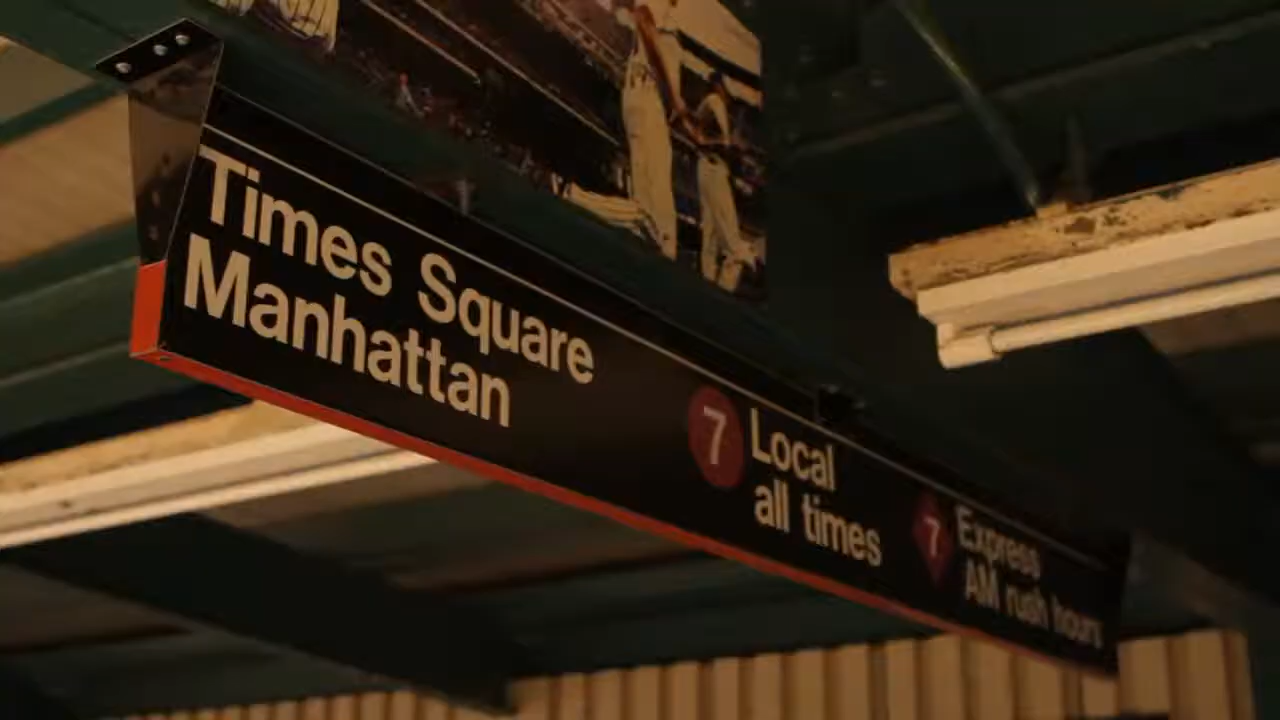 Times Square
Manhattan
7 Local
all times
7 Express
AM rush hours